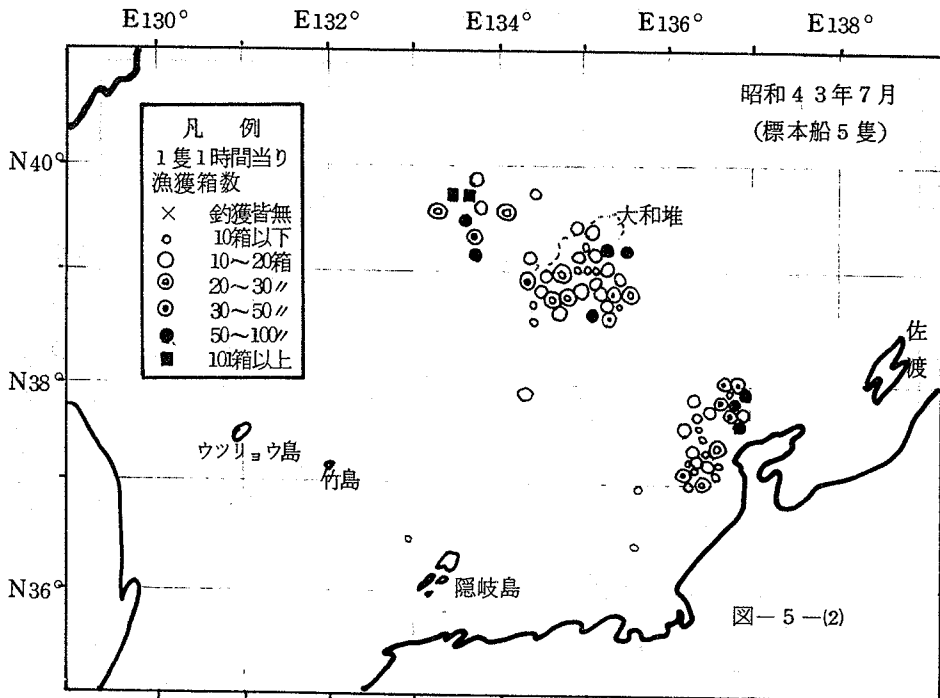 E130° E132° E134° E136° E138°
昭和43年7月
(標本船5隻)
N40°
N38°
N36°
凡 例
1隻1時間当り
漁獲箱数
× 釣獲皆無
10箱以下
10〜20箱
20〜30〃
30〜50〃
50〜100〃
101箱以上
大和堆
佐渡
ウツリョウ島
竹島
隠岐島
図−5−(2)